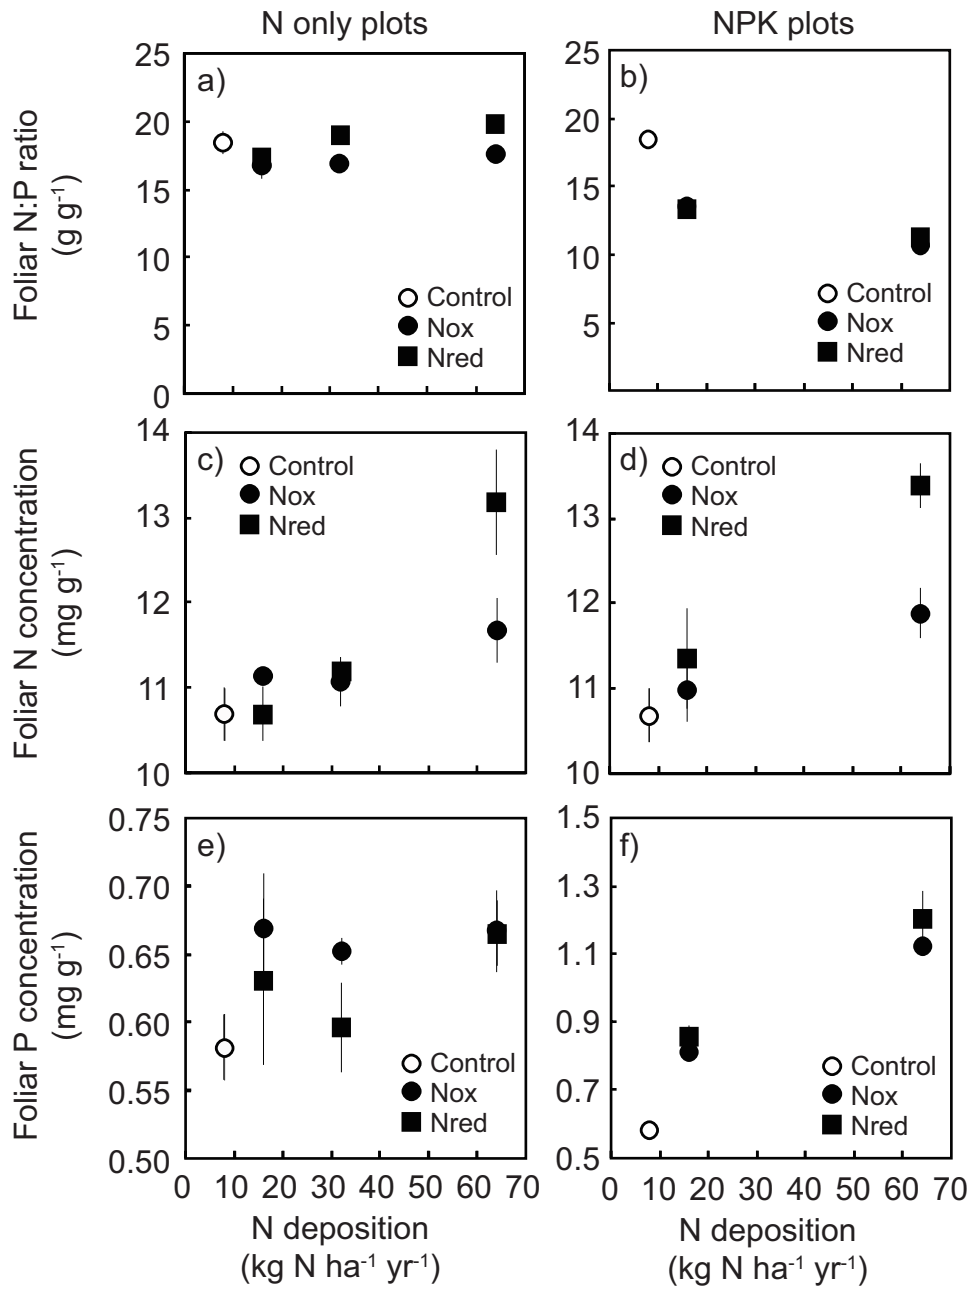 N only plots
NPK plots
Foliar N:P ratio
(g g⁻¹)
25
20
15
10
5
0
a)
Control
Nox
Nred
25
20
15
10
5
b)
Control
Nox
Nred
Foliar N concentration
(mg g⁻¹)
14
13
12
11
10
c)
Control
Nox
Nred
14
13
12
11
10
d)
Control
Nox
Nred
Foliar P concentration
(mg g⁻¹)
0.75
0.70
0.65
0.60
0.55
0.50
e)
Control
Nox
Nred
1.5
1.3
1.1
0.9
0.7
0.5
f)
Control
Nox
Nred
0 10 20 30 40 50 60 70
0 10 20 30 40 50 60 70
N deposition
(kg N ha⁻¹ yr⁻¹)
N deposition
(kg N ha⁻¹ yr⁻¹)